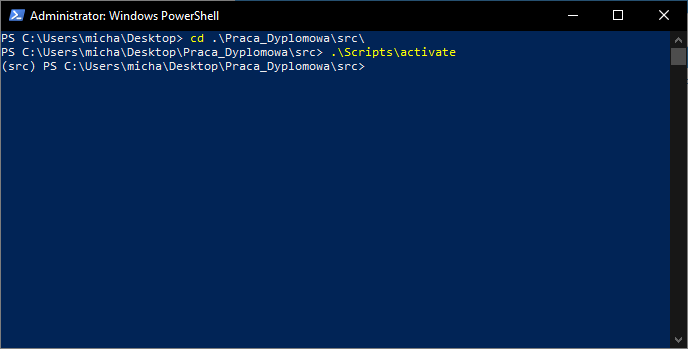 Administrator: Windows PowerShell
PS C:\Users\micha\Desktop> cd .\Praca_Dyplomowa\src\
PS C:\Users\micha\Desktop\Praca_Dyplomowa\src> .\Scripts\activate
(src) PS C:\Users\micha\Desktop\Praca_Dyplomowa\src>